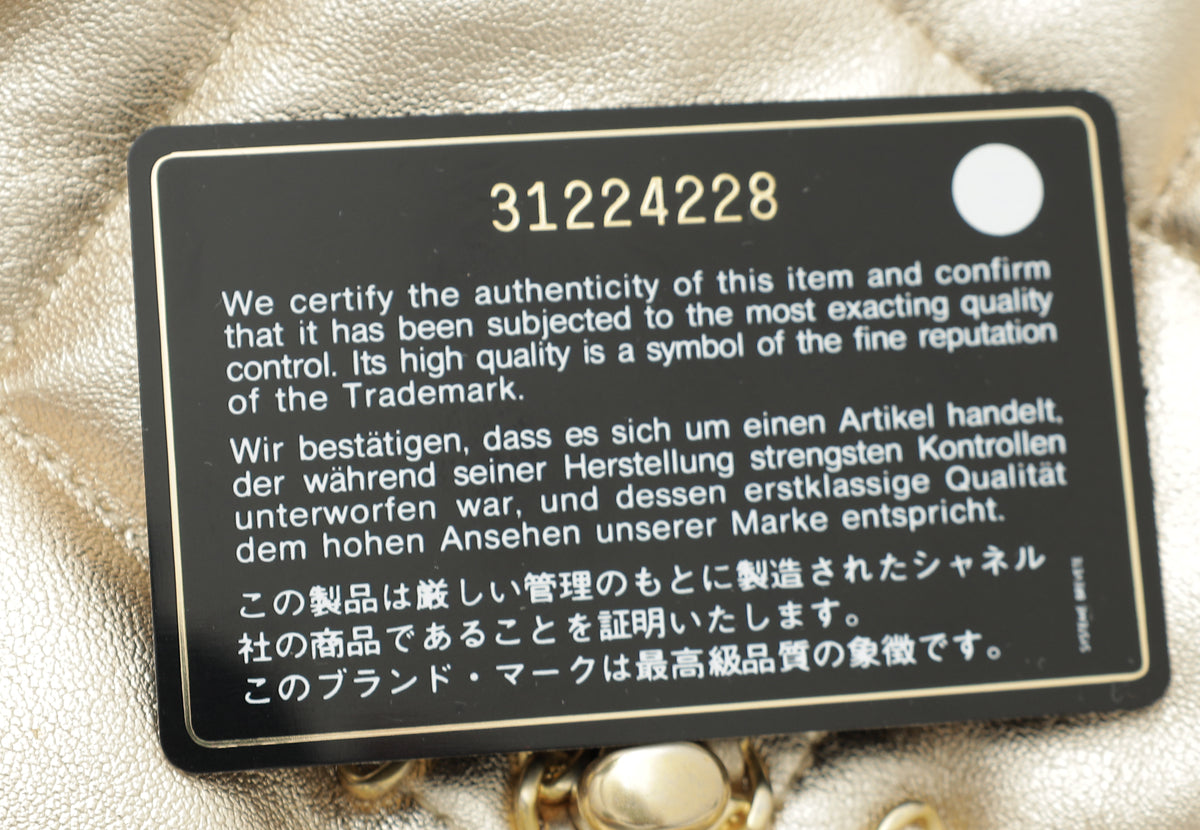 31224228
We certify the authenticity of this item and confirm
that it has been subjected to the most exacting quality
control. Its high quality is a symbol of the fine reputation
of the Trademark.
Wir bestätigen, dass es sich um einen Artikel handelt,
der während seiner Herstellung strengsten Kontrollen
unterworfen war, und dessen erstklassige Qualität
dem hohen Ansehen unserer Marke entspricht.
この製品は厳しい管理のもとに製造されたシャネル
社の商品であることを証明いたします。
このブランド・マークは最高級品質の象徴です。